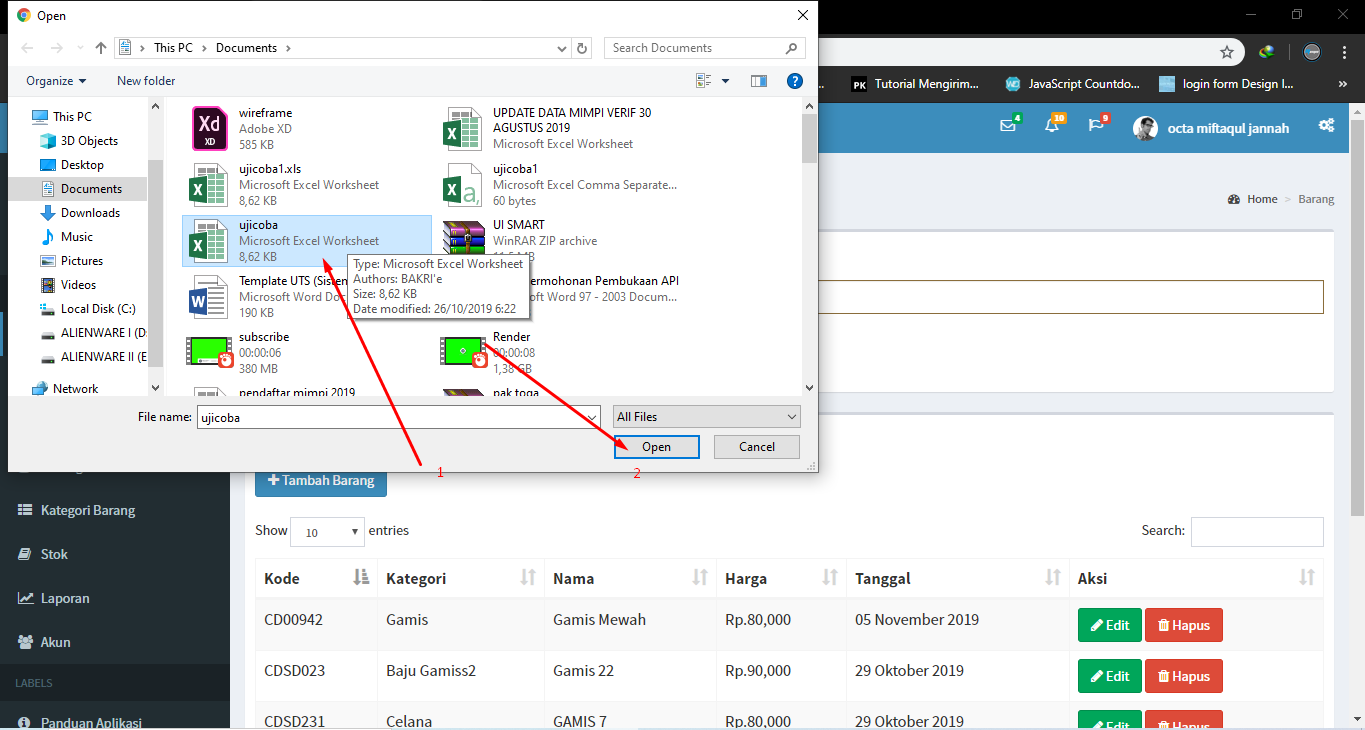 Open
This PC
Documents
Search Documents
Organize
New folder
This PC
3D Objects
Desktop
Documents
Downloads
Music
Pictures
Videos
Local Disk (C:)
ALIENWARE I (D:
ALIENWARE II (E
Network
wireframe
Adobe XD
585 KB
UPDATE DATA MIMPI VERIF 30
AGUSTUS 2019
Microsoft Excel Worksheet
ujicoba1.xls
Microsoft Excel Worksheet
8,62 KB
ujicoba1
Microsoft Excel Comma Separate...
60 bytes
ujicoba
Microsoft Excel Worksheet
8,62 KB
UI SMART
WinRAR ZIP archive
Template UTS (Sisten
Microsoft Word Doc
190 KB
ermohonan Pembukaan API
ft Word 97 - 2003 Docum...
Type: Microsoft Excel Worksheet
Authors: BAKRI'e
Size: 8,62 KB
Date modified: 26/10/2019 6:22
subscribe
00:00:06
380 MB
Render
00:00:08
1,38 GB
pendaftar mimpi 2019
pak toga
File name:
ujicoba
All Files
Open
Cancel
1
2
PK Tutorial Mengirim...
JavaScript Countdo...
login form Design I...
»
4
10
9
octa miftaqul jannah
Home > Barang
+ Tambah Barang
Kategori Barang
Stok
Laporan
Akun
LABELS
Panduan Aplikasi
Show 10 entries
Search:
Kode Kategori Nama Harga Tanggal Aksi
CD00942 Gamis Gamis Mewah Rp.80,000 05 November 2019 Edit Hapus
CDSD023 Baju Gamiss2 Gamis 22 Rp.90,000 29 Oktober 2019 Edit Hapus
CDSD231 Celana GAMIS 7 Rp.80,000 29 Oktober 2019 Edit Hapus